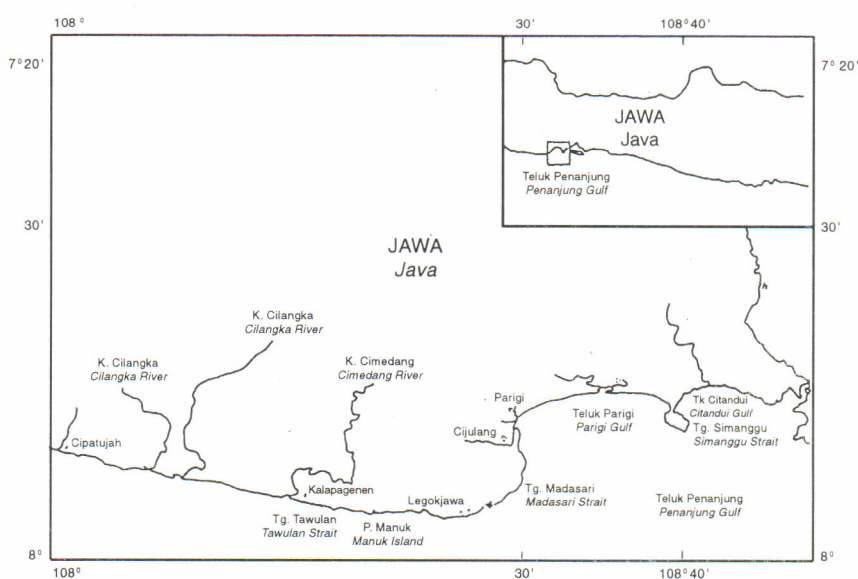 108°
30'
108°40'
7° 20'
7° 20'
JAWA
Java
Teluk Penanjung
Penanjung Gulf
30'
30'
JAWA
Java
K. Cilangka
Cilangka River
K. Cilangka
Cilangka River
K. Cimedang
Cimedang River
Parigi
Teluk Parigi
Parigi Gulf
Tk Citandui
Citandui Gulf
Tg. Simanggu
Simanggu Strait
Cipatujah
Cijulang
Kalapagenen
Legokjawa
Tg. Madasari
Madasari Strait
Teluk Penanjung
Penanjung Gulf
Tg. Tawulan
Tawulan Strait
P. Manuk
Manuk Island
8°
8°
108°
30'
108°40'